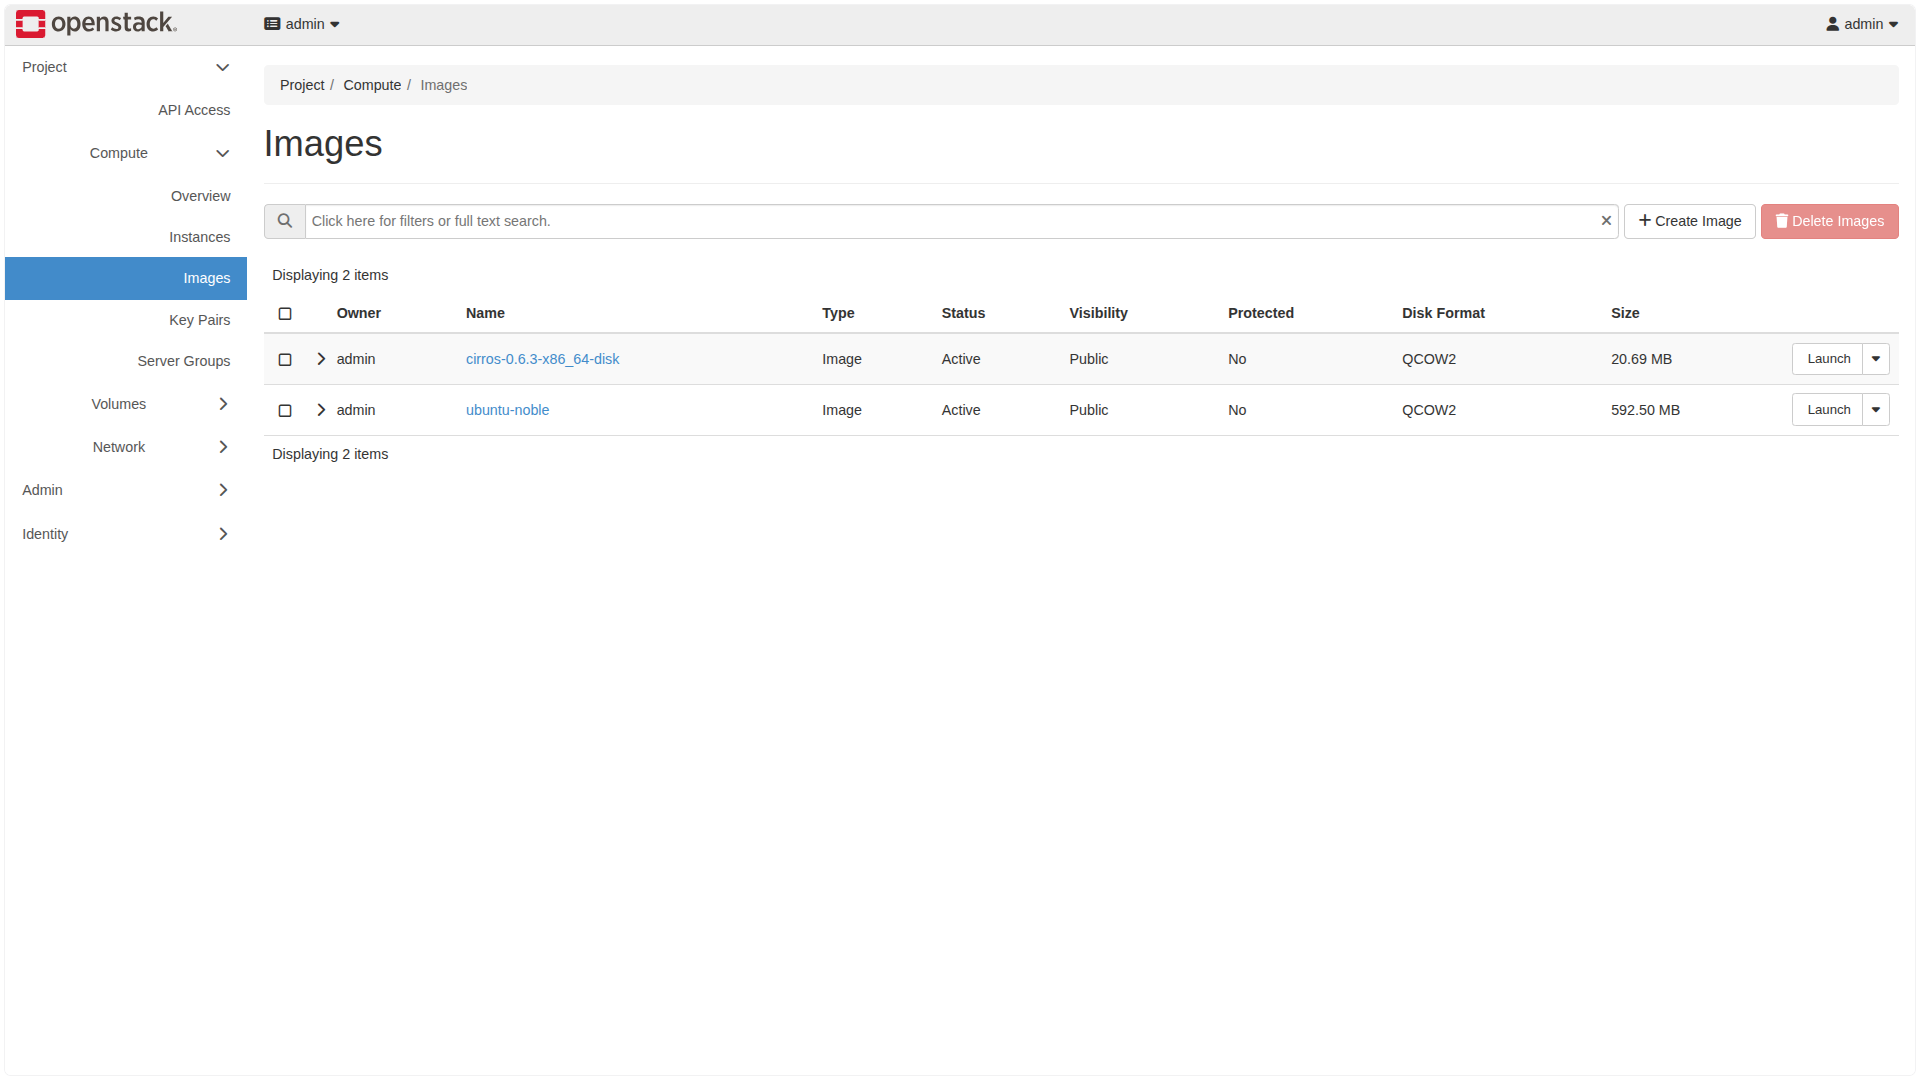 openstack.
admin
admin
Project
API Access
Compute
Overview
Instances
Images
Key Pairs
Server Groups
Volumes
Network
Admin
Identity
Project / Compute / Images
Images
Click here for filters or full text search.
Create Image
Delete Images
Displaying 2 items
Owner Name Type Status Visibility Protected Disk Format Size
admin cirros-0.6.3-x86_64-disk Image Active Public No QCOW2 20.69 MB Launch
admin ubuntu-noble Image Active Public No QCOW2 592.50 MB Launch
Displaying 2 items